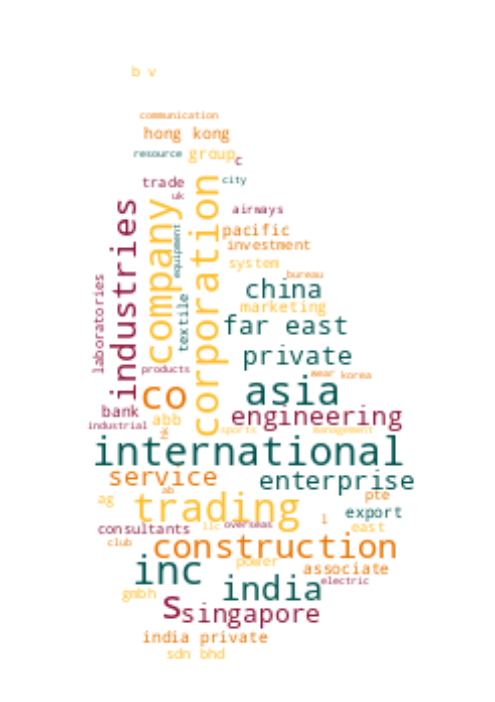 b v
communication
hong kong
resource group c
trade city
uk
industries company corporation airways
equipment pacific
investment
system
laboratories bureau
china
textile marketing
far east
private
products wear korea
co asia
bank engineering
abb
industrial k sports management
international
service enterprise
ab
ag trading pte
export
consultants llc overseas l east
club construction
inc power associate
india electric
gmbh
s singapore
india private
sdn bhd